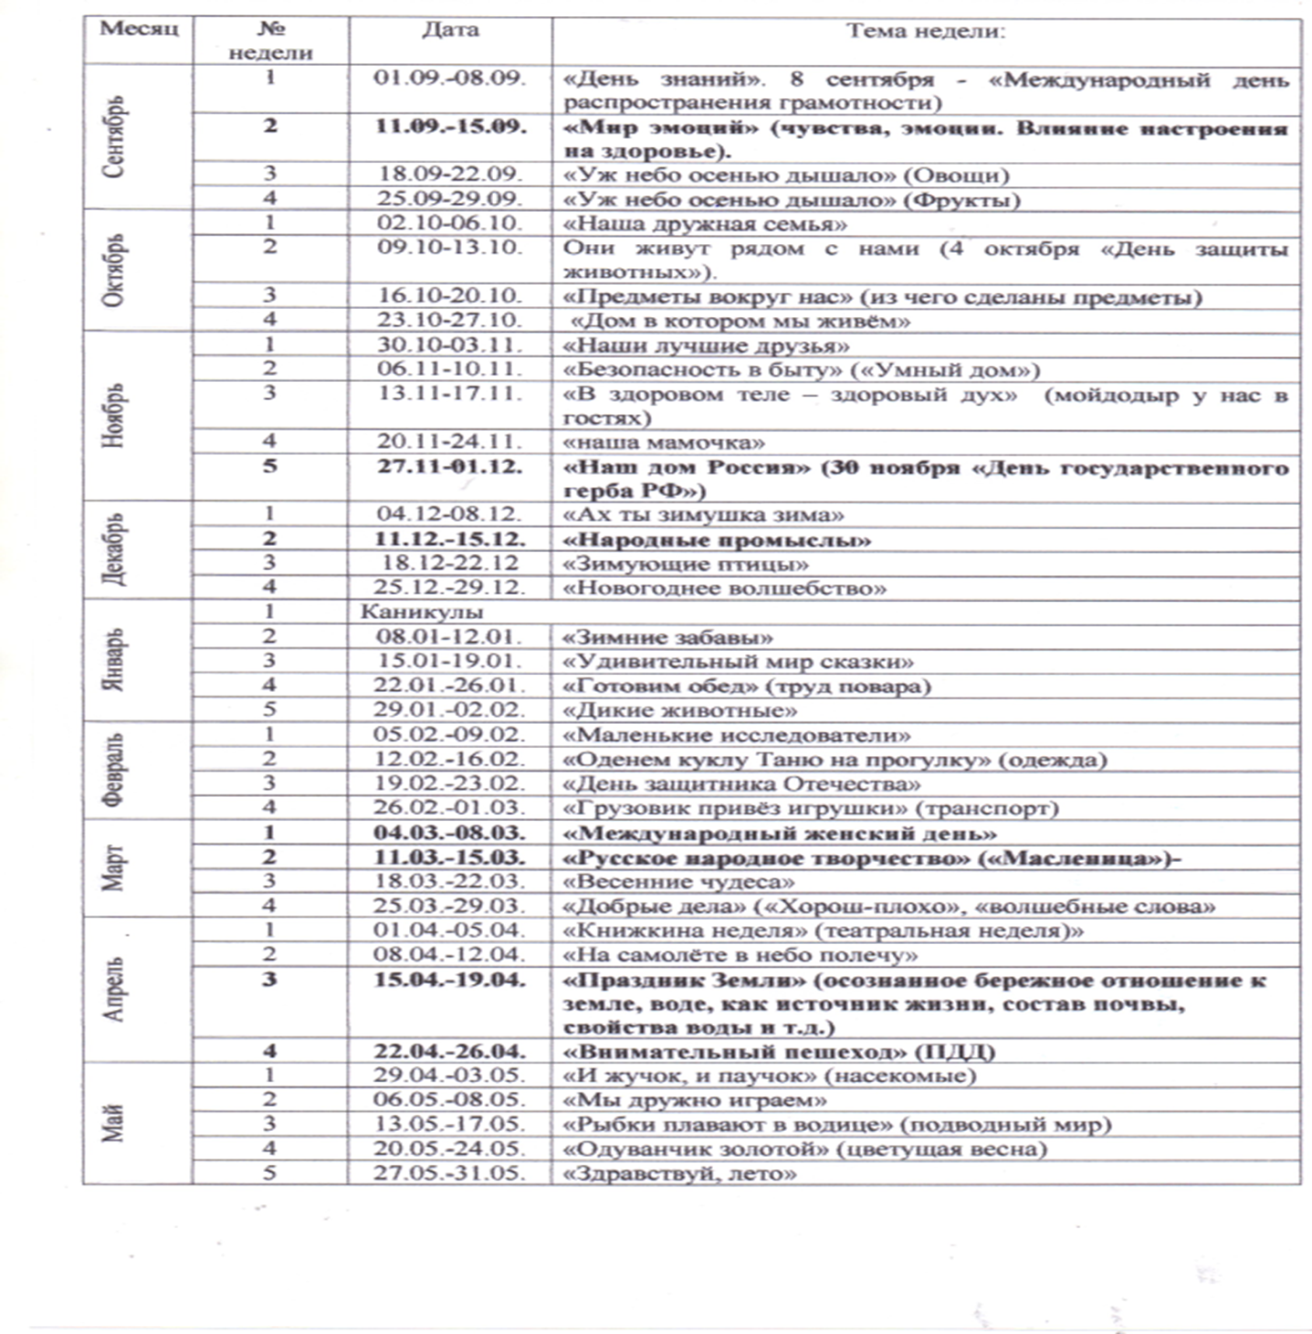 Месяц № недели Дата Тема недели:
Сентябрь
1 01.09.-08.09. «День знаний». 8 сентября - «Международный день
распространения грамотности)
2 11.09.-15.09. «Мир эмоций» (чувства, эмоции. Влияние настроения
на здоровье).
3 18.09-22.09. «Уж небо осенью дышало» (Овощи)
4 25.09-29.09. «Уж небо осенью дышало» (Фрукты)
Октябрь
1 02.10-06.10. «Наша дружная семья»
2 09.10-13.10. Они живут рядом с нами (4 октября «День защиты
животных»).
3 16.10-20.10. «Предметы вокруг нас» (из чего сделаны предметы)
4 23.10-27.10. «Дом в котором мы живём»
Ноябрь
1 30.10-03.11. «Наши лучшие друзья»
2 06.11-10.11. «Безопасность в быту» («Умный дом»)
3 13.11-17.11. «В здоровом теле – здоровый дух» (мойдодыр у нас в
гостях)
4 20.11-24.11. «наша мамочка»
5 27.11-01.12. «Наш дом Россия» (30 ноября «День государственного
герба РФ»)
Декабрь
1 04.12-08.12. «Ах ты зимушка зима»
2 11.12.-15.12. «Народные промыслы»
3 18.12-22.12 «Зимующие птицы»
4 25.12.-29.12. «Новогоднее волшебство»
Январь
1 Каникулы
2 08.01-12.01. «Зимние забавы»
3 15.01-19.01. «Удивительный мир сказки»
4 22.01.-26.01. «Готовим обед» (труд повара)
5 29.01.-02.02. «Дикие животные»
Февраль
1 05.02.-09.02. «Маленькие исследователи»
2 12.02.-16.02. «Оденем куклу Таню на прогулку» (одежда)
3 19.02.-23.02. «День защитника Отечества»
4 26.02.-01.03. «Грузовик привёз игрушки» (транспорт)
Март
1 04.03.-08.03. «Международный женский день»
2 11.03.-15.03. «Русское народное творчество» («Масленица»)-
3 18.03.-22.03. «Весенние чудеса»
4 25.03.-29.03. «Добрые дела» («Хорош-плохо», «волшебные слова»
Апрель
1 01.04.-05.04. «Книжкина неделя» (театральная неделя)»
2 08.04.-12.04. «На самолёте в небо полечу»
3 15.04.-19.04. «Праздник Земли» (осознанное бережное отношение к
земле, воде, как источник жизни, состав почвы,
свойства воды и т.д.)
4 22.04.-26.04. «Внимательный пешеход» (ПДД)
Май
1 29.04.-03.05. «И жучок, и паучок» (насекомые)
2 06.05.-08.05. «Мы дружно играем»
3 13.05.-17.05. «Рыбки плавают в водице» (подводный мир)
4 20.05.-24.05. «Одуванчик золотой» (цветущая весна)
5 27.05.-31.05. «Здравствуй, лето»